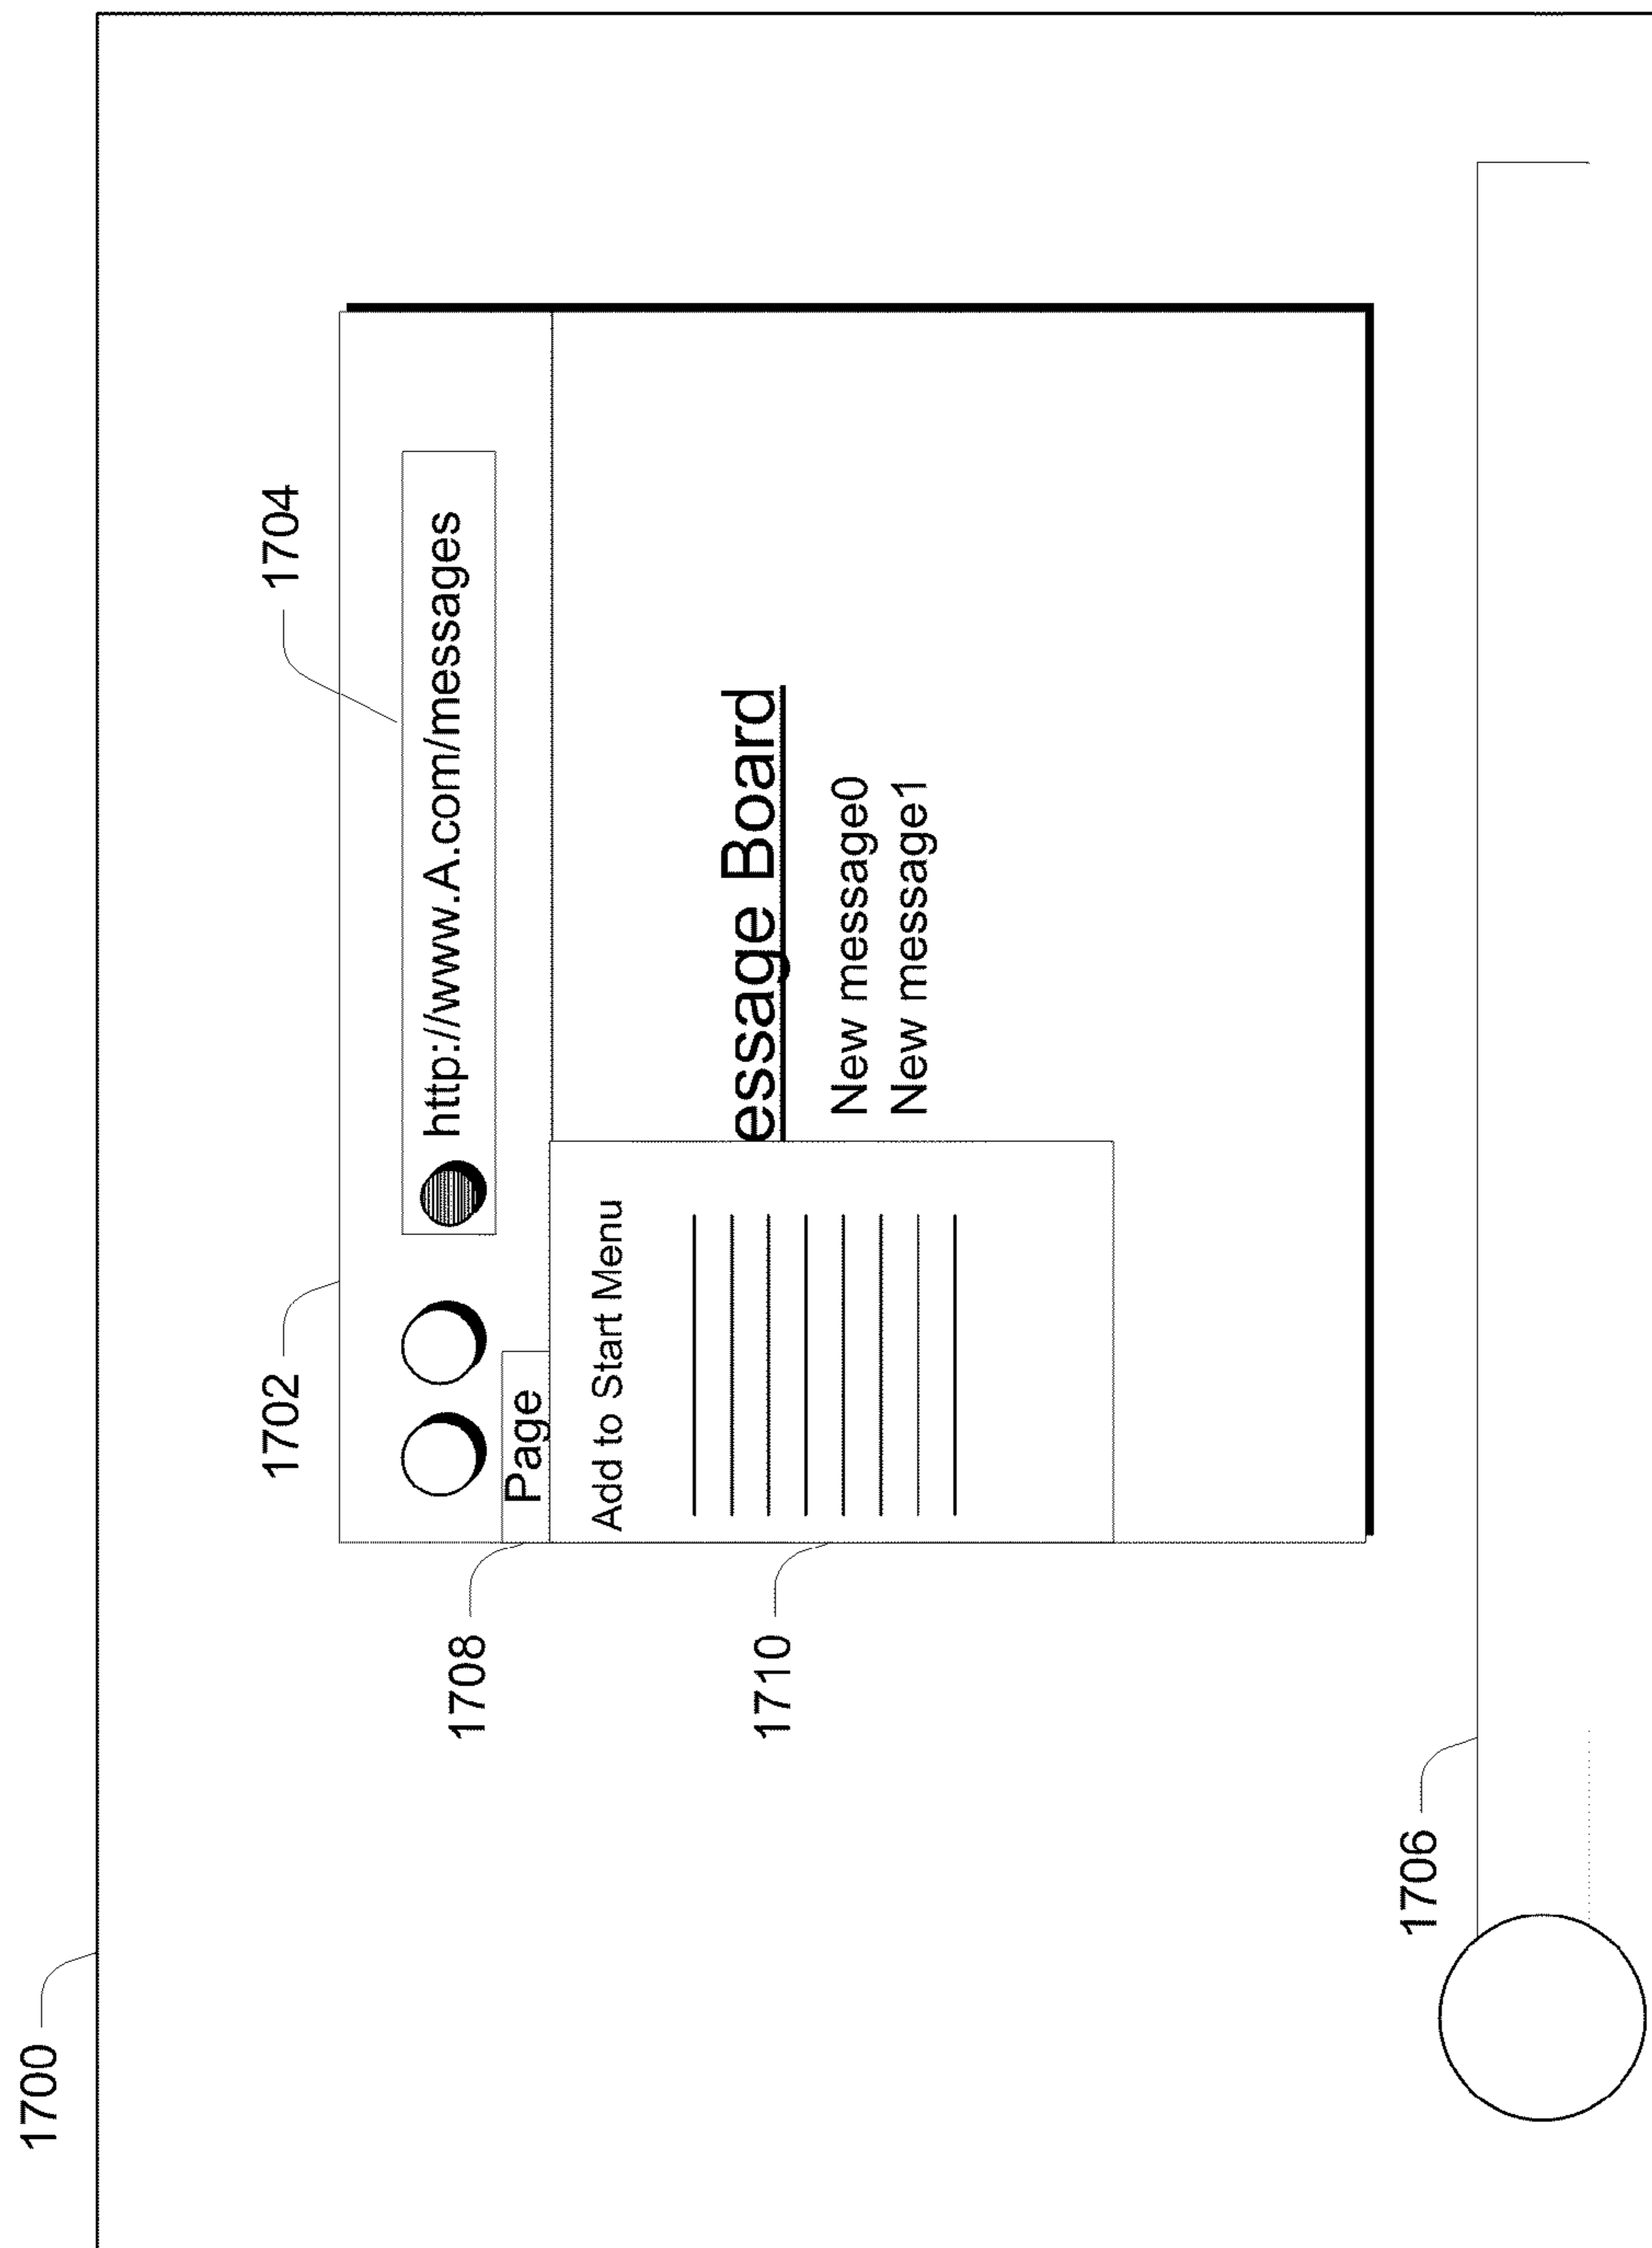 1700
1702
1704
http://www.A.com/messages
Page
1708
Add to Start Menu
essage Board
1710
New message0
New message1
1706